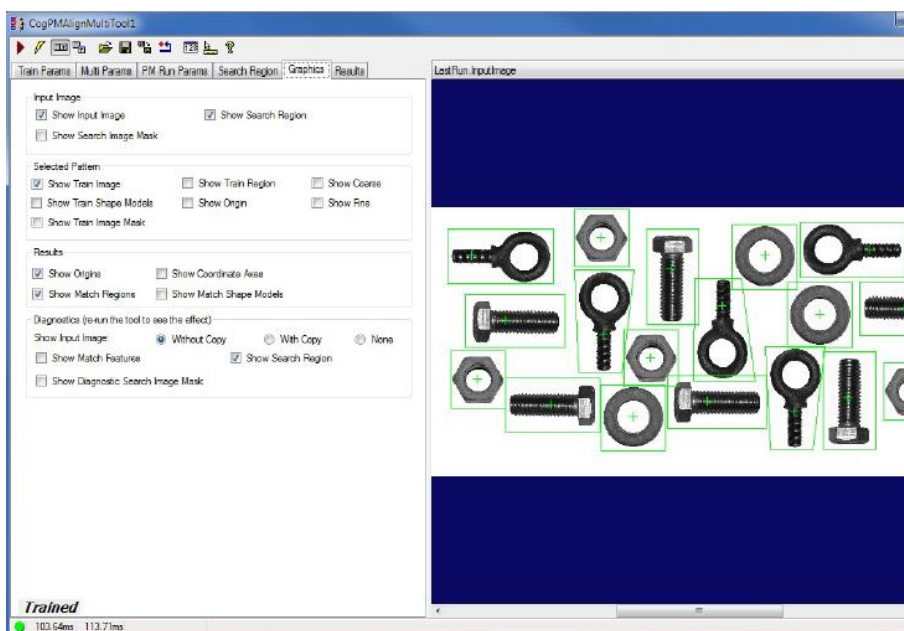 CogPMAlignMultiTool1
Train Params Multi Params PM Run Params Search Region Graphics Results
LastRun.InputImage
Input Image
Show Input Image Show Search Region
Show Search Image Mask
Selected Pattern
Show Train Image Show Train Region Show Coarse
Show Train Shape Models Show Origin Show Fine
Show Train Image Mask
Results
Show Origins Show Coordinate Axes
Show Match Regions Show Match Shape Models
Diagnostics (re-run the tool to see the effect)
Show Input Image: Without Copy With Copy None
Show Match Features Show Search Region
Show Diagnostic Search Image Mask
Trained
103.64ms 113.71ms